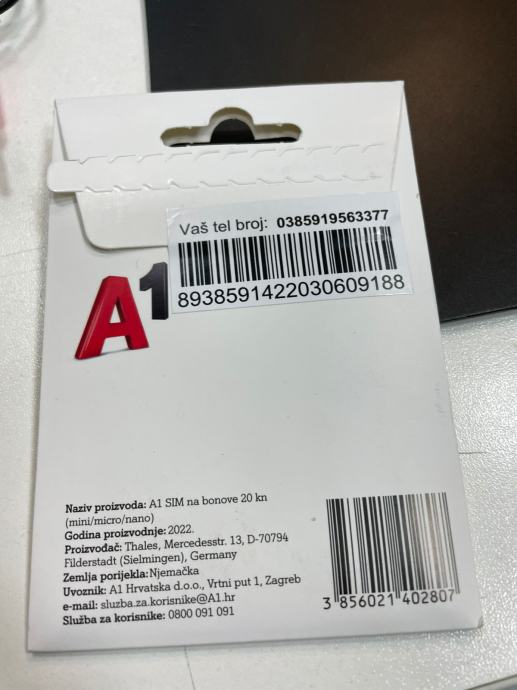 Vaš tel broj: 0385919563377
8938591422030609188
A1
Naziv proizvoda: A1 SIM na bonove 20 kn
(mini/micro/nano)
Godina proizvodnje: 2022.
Proizvođač: Thales, Mercedesstr. 13, D-70794
Filderstadt (Sielmingen), Germany
Zemlja porijekla: Njemačka
Uvoznik: A1 Hrvatska d.o.o., Vrtni put 1, Zagreb
e-mail: sluzba.za.korisnike@A1.hr
Služba za korisnike: 0800 091 091
3 856021 402807